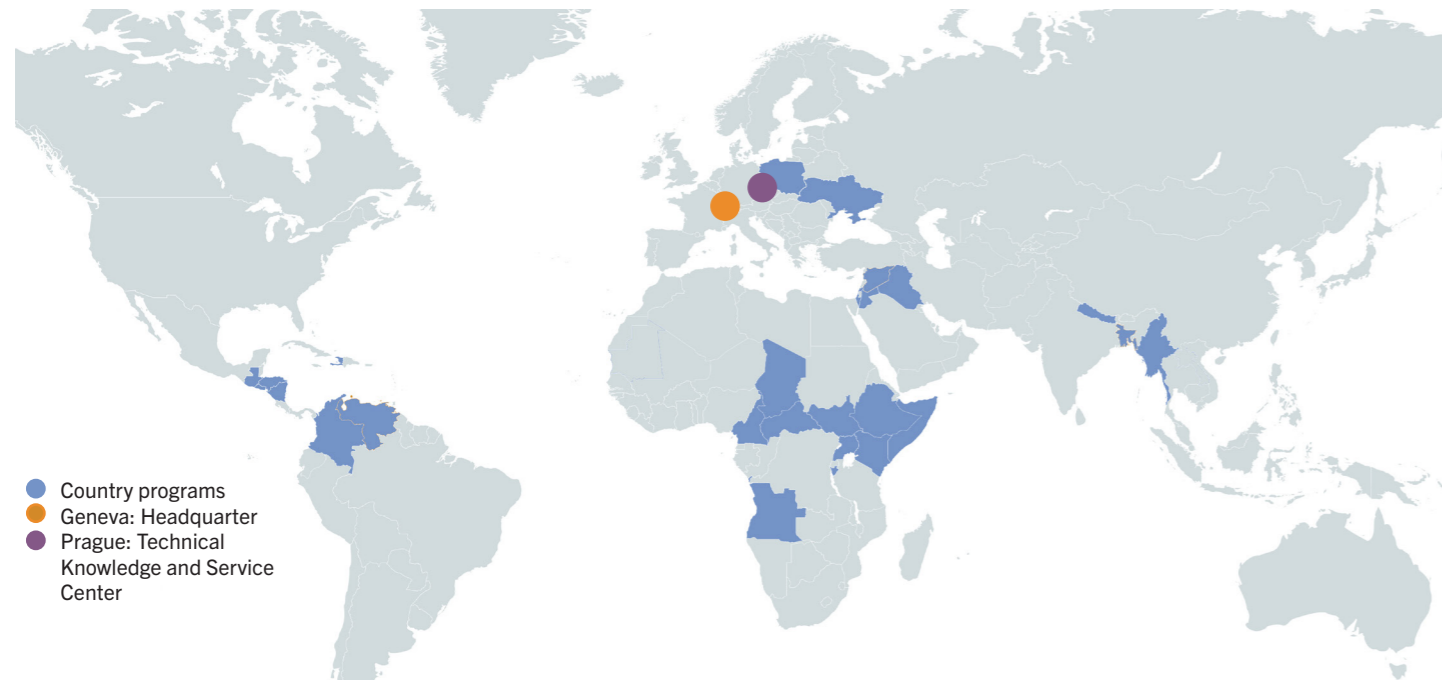 Country programs
Geneva: Headquarter
Prague: Technical
Knowledge and Service
Center